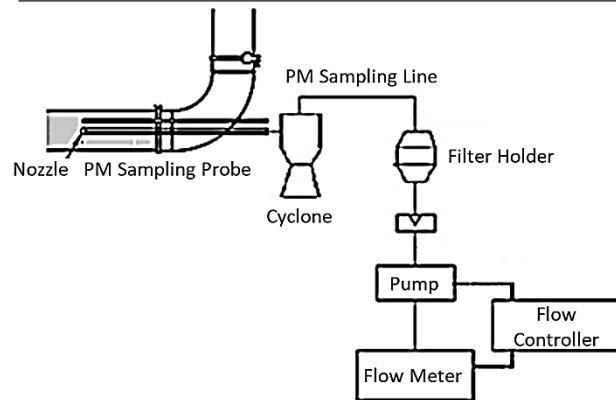 PM Sampling Line
Nozzle PM Sampling Probe
Filter Holder
Cyclone
Pump
Flow
Controller
Flow Meter